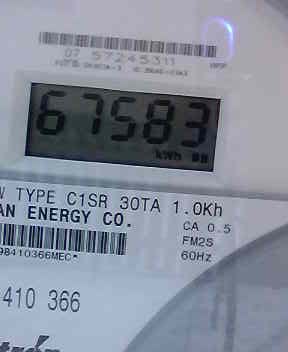 07 57245311
67583
kWh
TYPE C1SR 30TA 1.0Kh
AN ENERGY CO.
CA 0.5
FM2S
60Hz
98410366MEC*
410 366